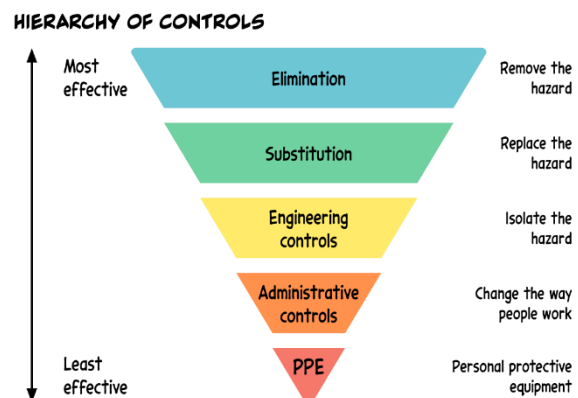 HIERARCHY OF CONTROLS
Most
effective
Elimination
Remove the
hazard
Substitution
Replace the
hazard
Engineering
controls
Isolate the
hazard
Administrative
controls
Change the way
people work
Least
effective
PPE
Personal protective
equipment